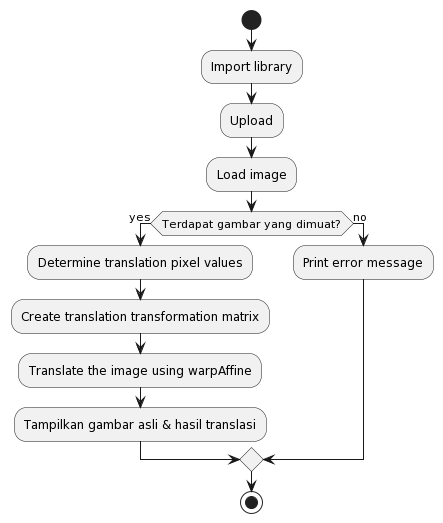 Import library
Upload
Load image
Terdapat gambar yang dimuat?
yes
no
Determine translation pixel values
Print error message
Create translation transformation matrix
Translate the image using warpAffine
Tampilkan gambar asli & hasil translasi